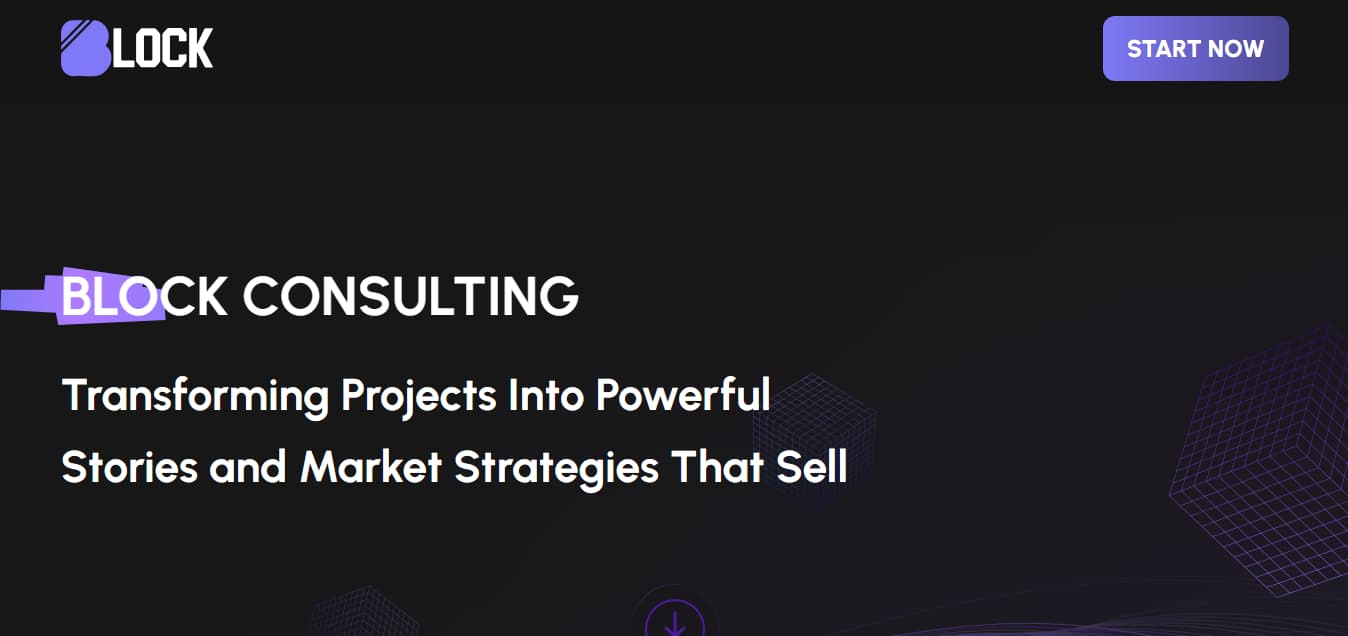 BLOCK
START NOW
BLOCK CONSULTING
Transforming Projects Into Powerful
Stories and Market Strategies That Sell